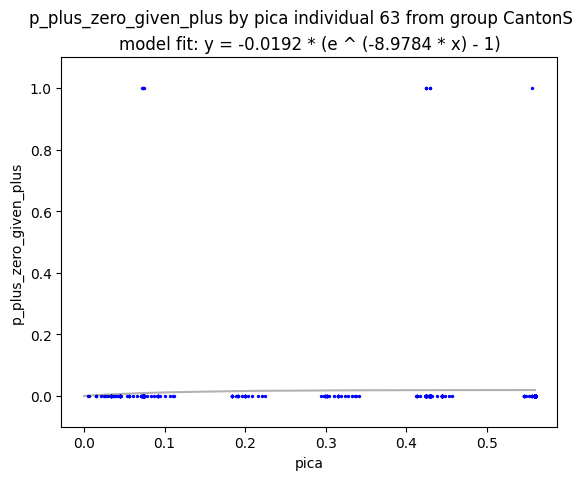 p_plus_zero_given_plus by pica individual 63 from group CantonS
model fit: y = -0.0192 * (e ^ (-8.9784 * x) - 1)
1.0
0.8
0.6
0.4
0.2
0.0
p_plus_zero_given_plus
0.0 0.1 0.2 0.3 0.4 0.5
pica